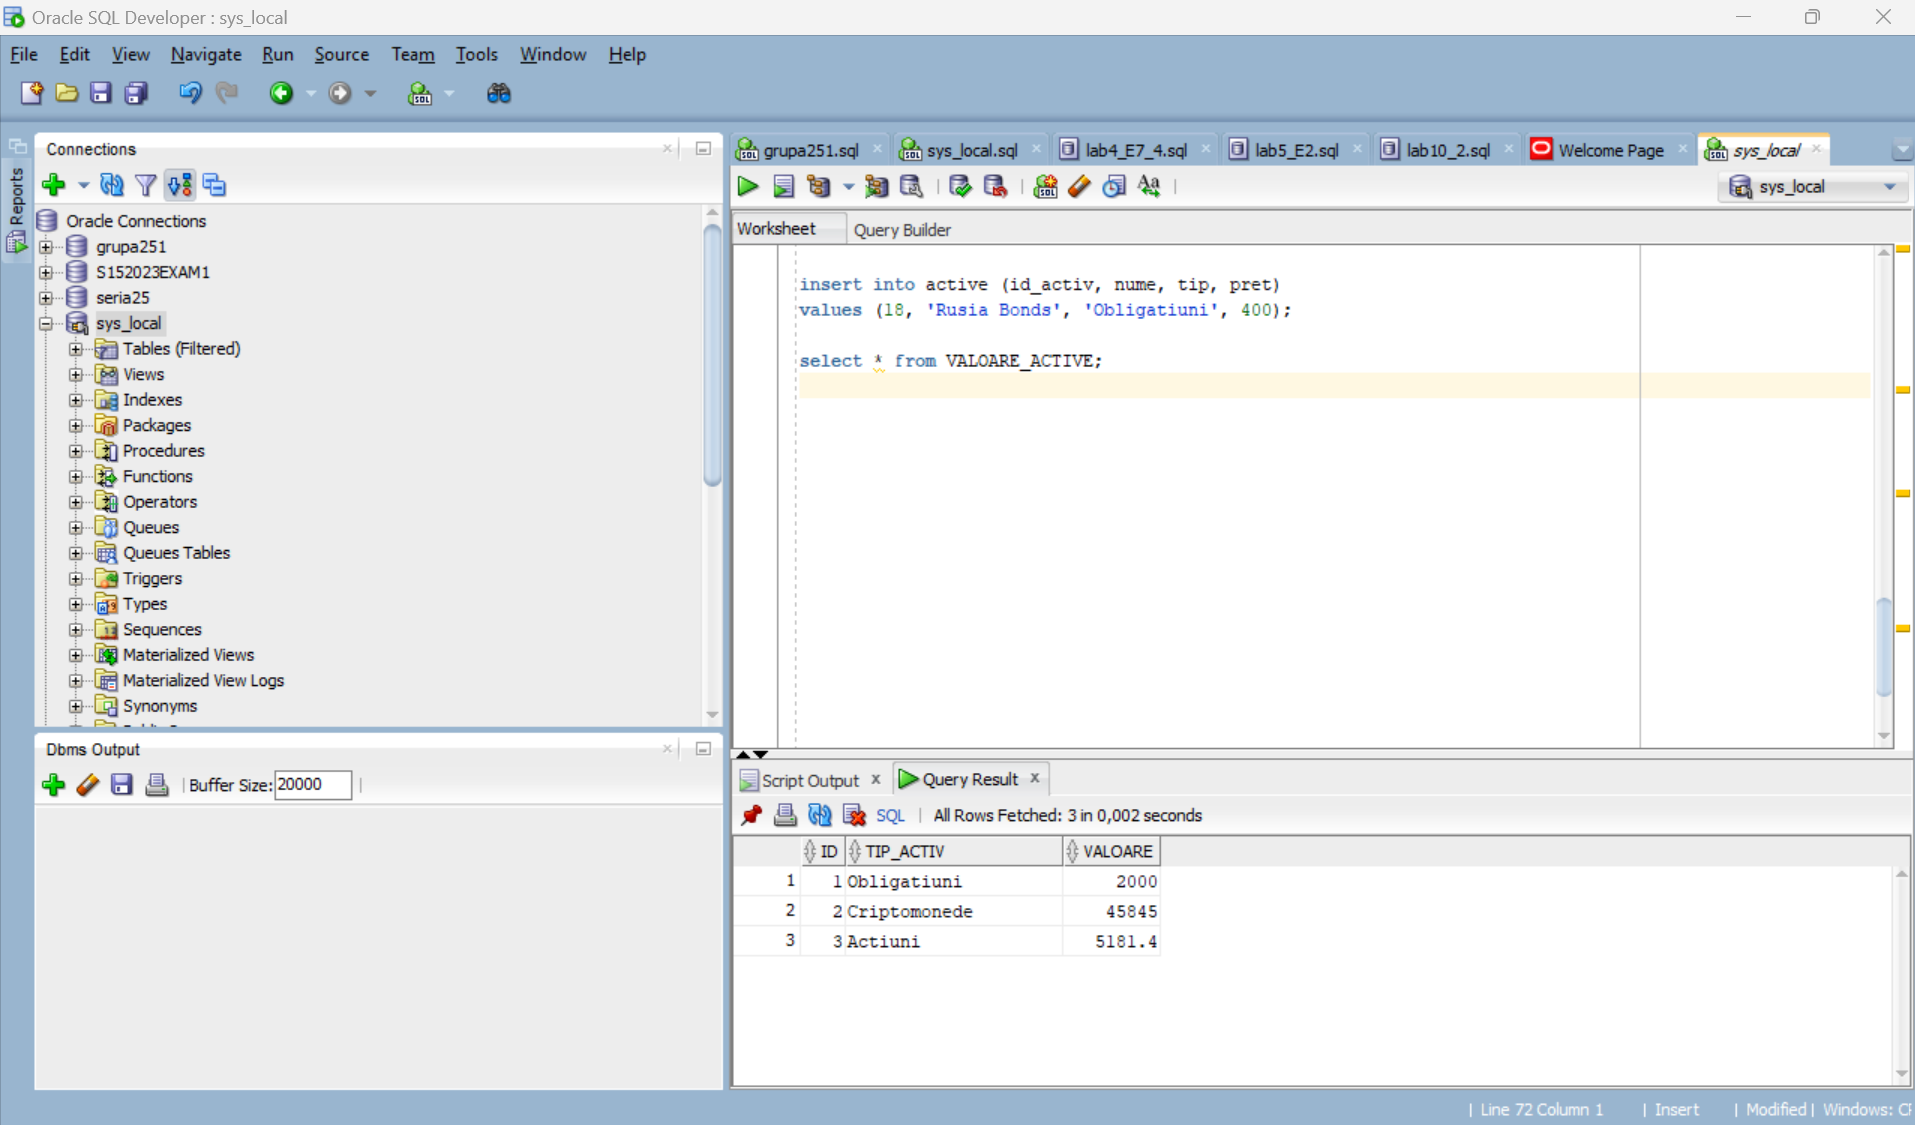 Oracle SQL Developer : sys_local
File Edit View Navigate Run Source Team Tools Window Help
Reports
Connections
Oracle Connections
grupa251
S152023EXAM1
seria25
sys_local
Tables (Filtered)
Views
Indexes
Packages
Procedures
Functions
Operators
Queues
Queues Tables
Triggers
Types
Sequences
Materialized Views
Materialized View Logs
Synonyms
Dbms Output
Buffer Size: 20000
grupa251.sql sys_local.sql lab4_E7_4.sql lab5_E2.sql lab10_2.sql Welcome Page sys_local
sys_local
Worksheet Query Builder
insert into active (id_activ, nume, tip, pret)
values (18, 'Rusia Bonds', 'Obligatiuni', 400);
select * from VALOARE_ACTIVE;
Script Output Query Result
SQL All Rows Fetched: 3 in 0,002 seconds
ID TIP_ACTIV VALOARE
1 1 Obligatiuni 2000
2 2 Criptomonede 45845
3 3 Actiuni 5181.4
Line 72 Column 1 Insert Modified Windows: